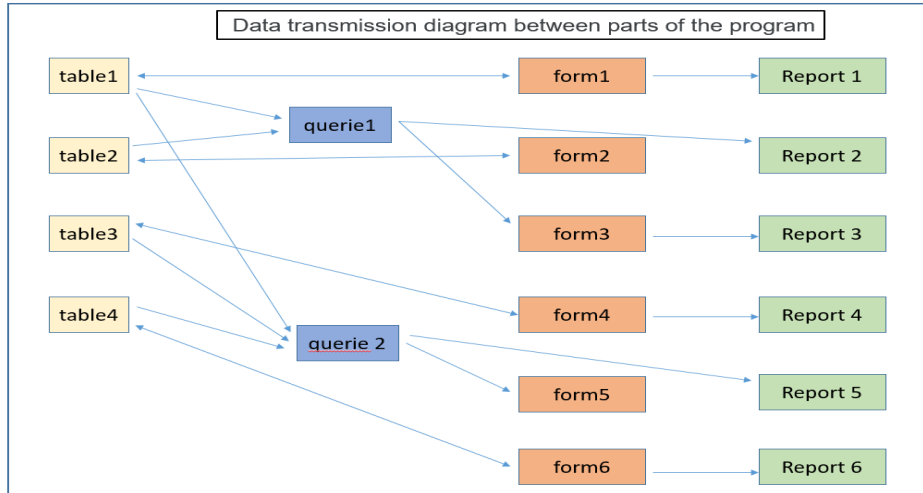 Data transmission diagram between parts of the program
table1
form1
Report 1
querie1
table2
form2
Report 2
table3
form3
Report 3
table4
form4
Report 4
querie 2
form5
Report 5
form6
Report 6